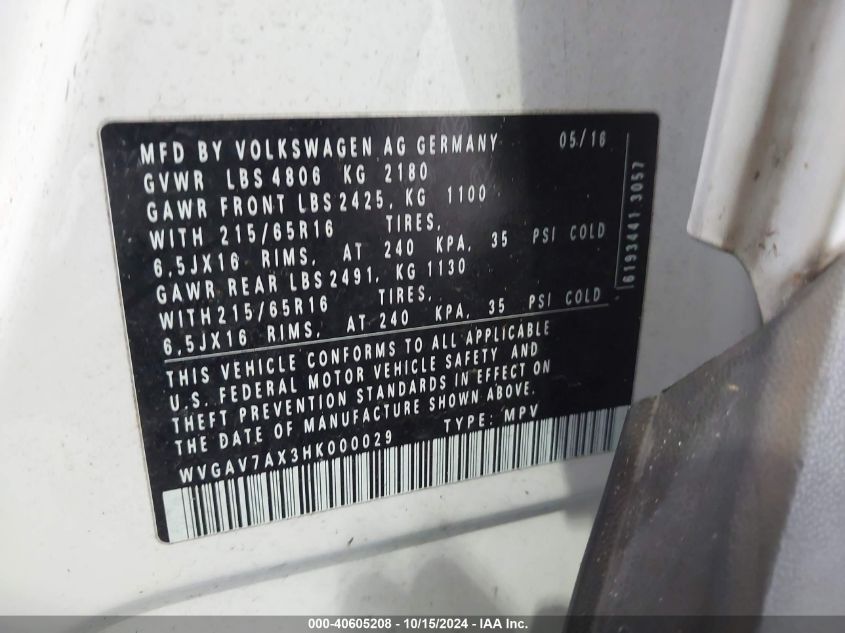 MFD BY VOLKSWAGEN AG GERMANY 05/16
GVWR LBS 4806 KG 2180
GAWR FRONT LBS 2425, KG 1100
WITH 215/65R16 TIRES,
6,5JX16 RIMS, AT 240 KPA, 35 PSI COLD
GAWR REAR LBS 2491, KG 1130
WITH 215/65R16 TIRES,
6,5JX16 RIMS, AT 240 KPA, 35 PSI COLD
THIS VEHICLE CONFORMS TO ALL APPLICABLE
U.S. FEDERAL MOTOR VEHICLE SAFETY AND
THEFT PREVENTION STANDARDS IN EFFECT ON
THE DATE OF MANUFACTURE SHOWN ABOVE.
WVGAV7AX3HK000029 TYPE: MPV
6193441 3057
000-40605208 - 10/15/2024 - IAA Inc.